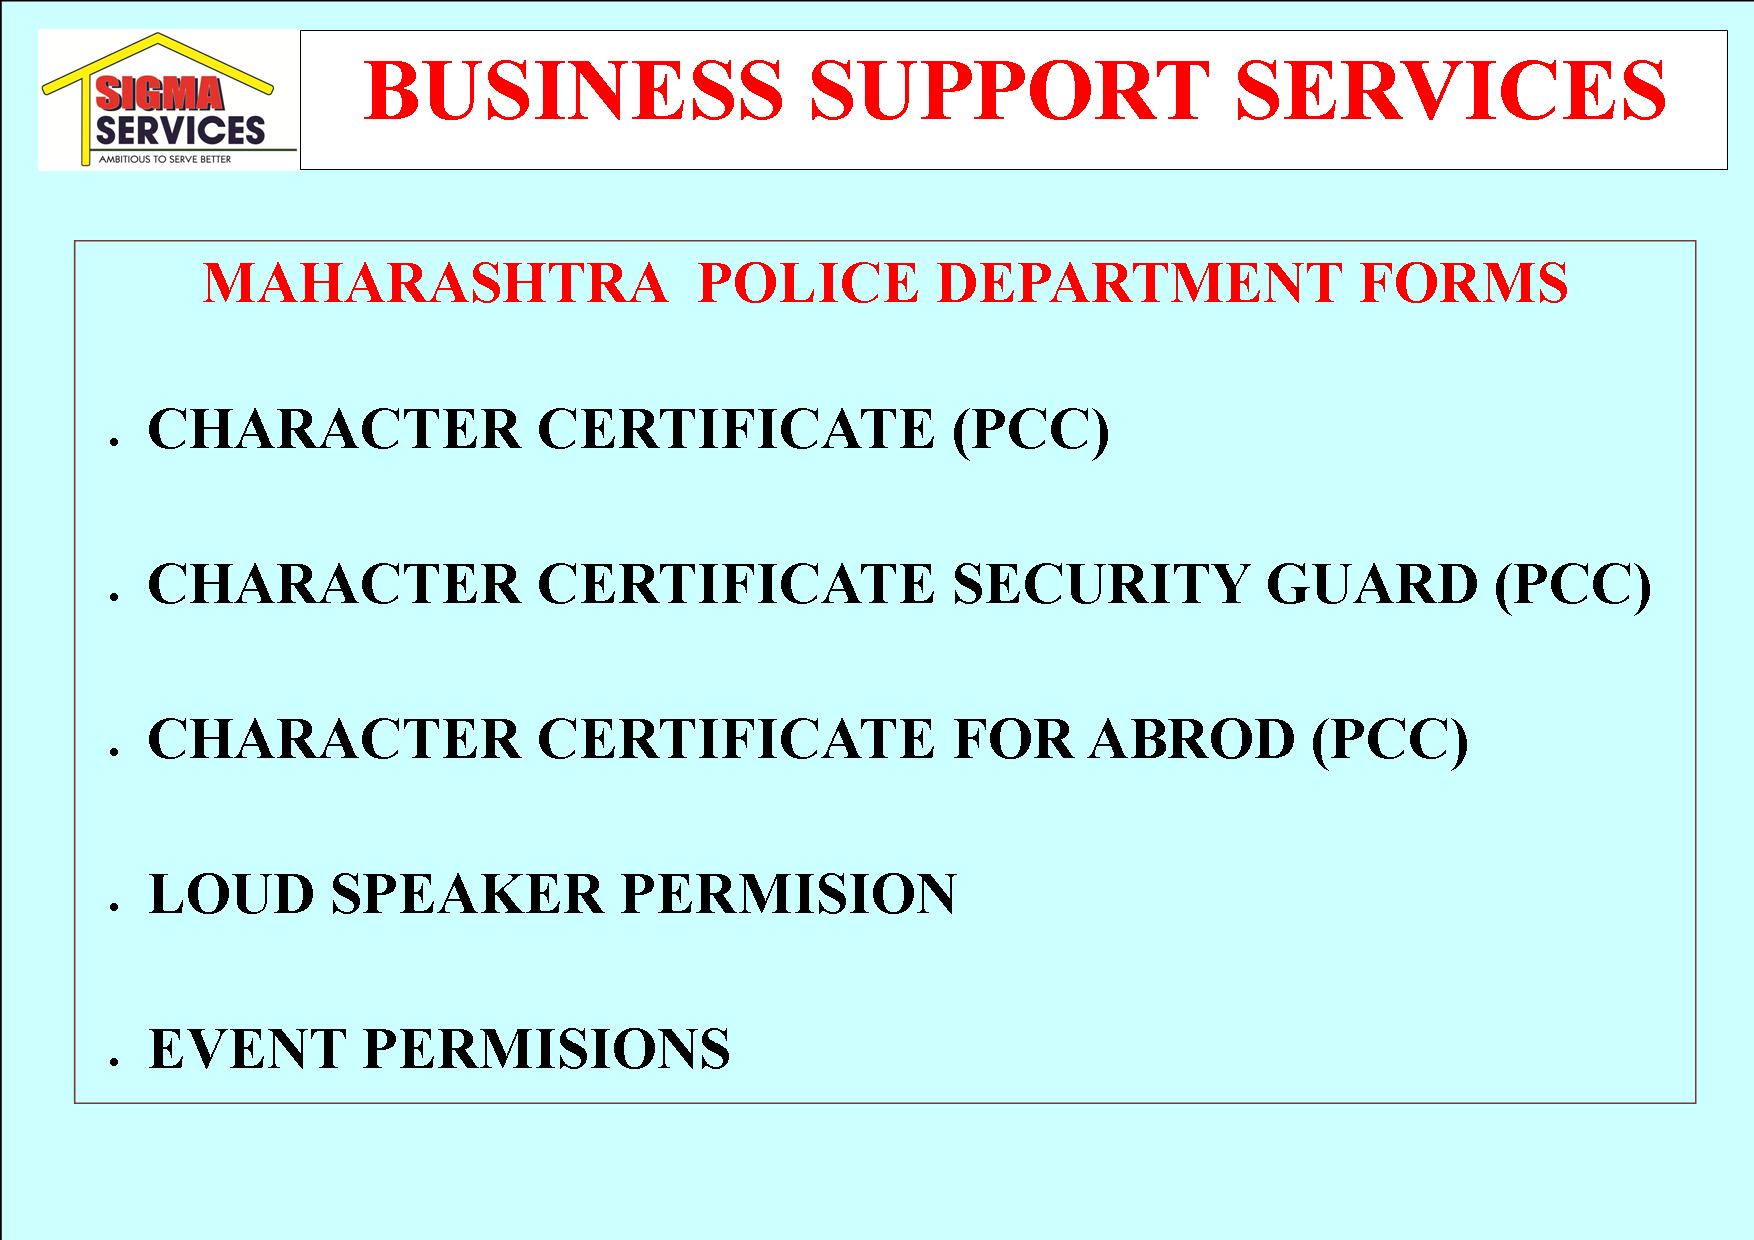 SIGMA
SERVICES
AMBITIOUS TO SERVE BETTER
BUSINESS SUPPORT SERVICES
MAHARASHTRA POLICE DEPARTMENT FORMS
. CHARACTER CERTIFICATE (PCC)
. CHARACTER CERTIFICATE SECURITY GUARD (PCC)
. CHARACTER CERTIFICATE FOR ABROD (PCC)
. LOUD SPEAKER PERMISION
. EVENT PERMISIONS